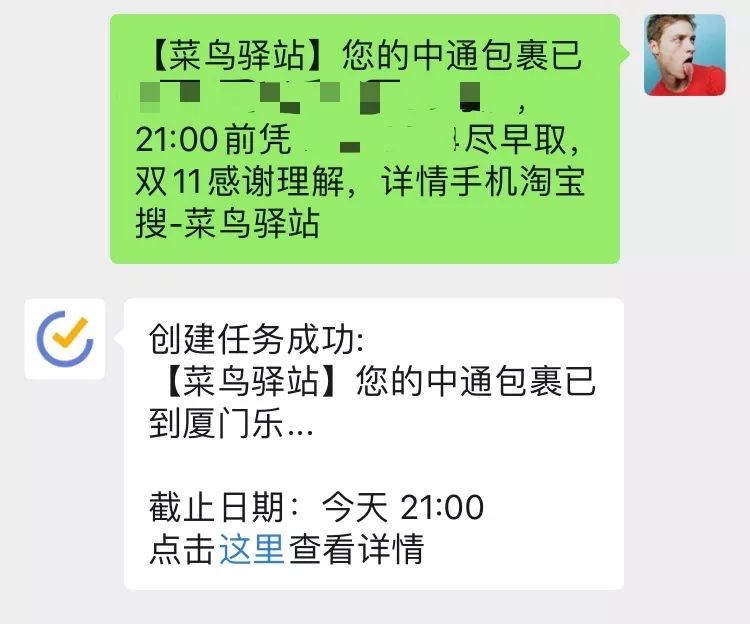 【菜鸟驿站】您的中通包裹已
，
21:00前凭 尽早取，
双11感谢理解，详情手机淘宝
搜-菜鸟驿站
创建任务成功:
【菜鸟驿站】您的中通包裹已
到厦门乐...
截止日期：今天 21:00
点击这里查看详情